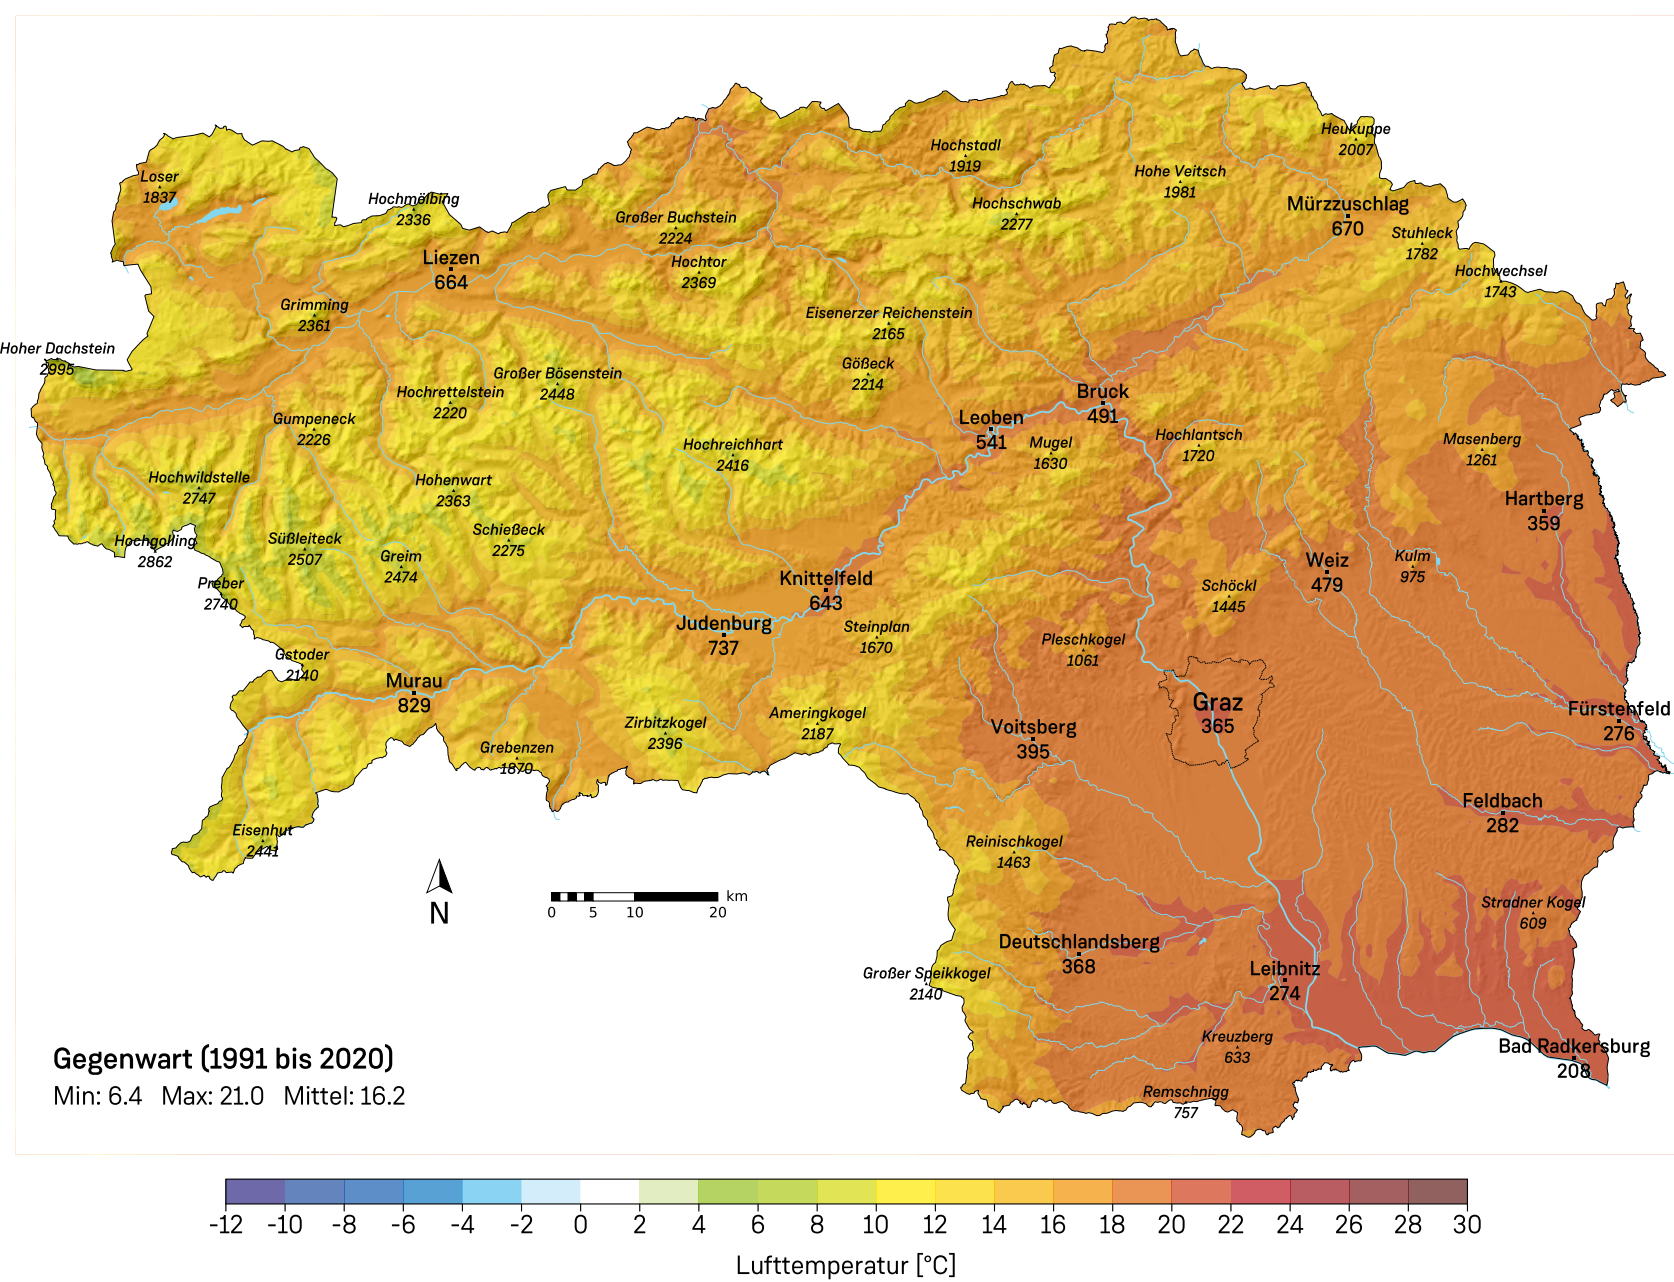 Heukuppe
2007
Hochstadl
1919
Hohe Veitsch
1981
Loser
1837
Hochmölbing
2336
Hochschwab
2277
Mürzzuschlag
670
Großer Buchstein
2224
Stuhleck
1782
Liezen
664
Hochtor
2369
Hochwechsel
1743
Grimming
2361
Eisenerzer Reichenstein
2165
Hoher Dachstein
2995
Gößeck
2214
Großer Bösenstein
2448
Hochrettelstein
2220
Bruck
491
Gumpeneck
2226
Leoben
541
Hochreichhart
2416
Mugel
1630
Hochlantsch
1720
Masenberg
1261
Hochwildstelle
2747
Hohenwart
2363
Hartberg
359
Hochgolling
2862
Süßleiteck
2507
Schießeck
2275
Greim
2474
Weiz
479
Kulm
975
Preber
2740
Knittelfeld
643
Schöckl
1445
Judenburg
737
Steinplan
1670
Pleschkogel
1061
Gstoder
2140
Murau
829
Graz
365
Fürstenfeld
276
Zirbitzkogel
2396
Ameringkogel
2187
Voitsberg
395
Grebenzen
1870
Feldbach
282
Eisenhut
2441
Reinischkogel
1463
N
0 5 10 20 km
Stradner Kogel
609
Deutschlandsberg
368
Großer Speikkogel
2140
Leibnitz
274
Kreuzberg
633
Bad Radkersburg
208
Remschnigg
757
Gegenwart (1991 bis 2020)
Min: 6.4 Max: 21.0 Mittel: 16.2
-12 -10 -8 -6 -4 -2 0 2 4 6 8 10 12 14 16 18 20 22 24 26 28 30
Lufttemperatur [°C]